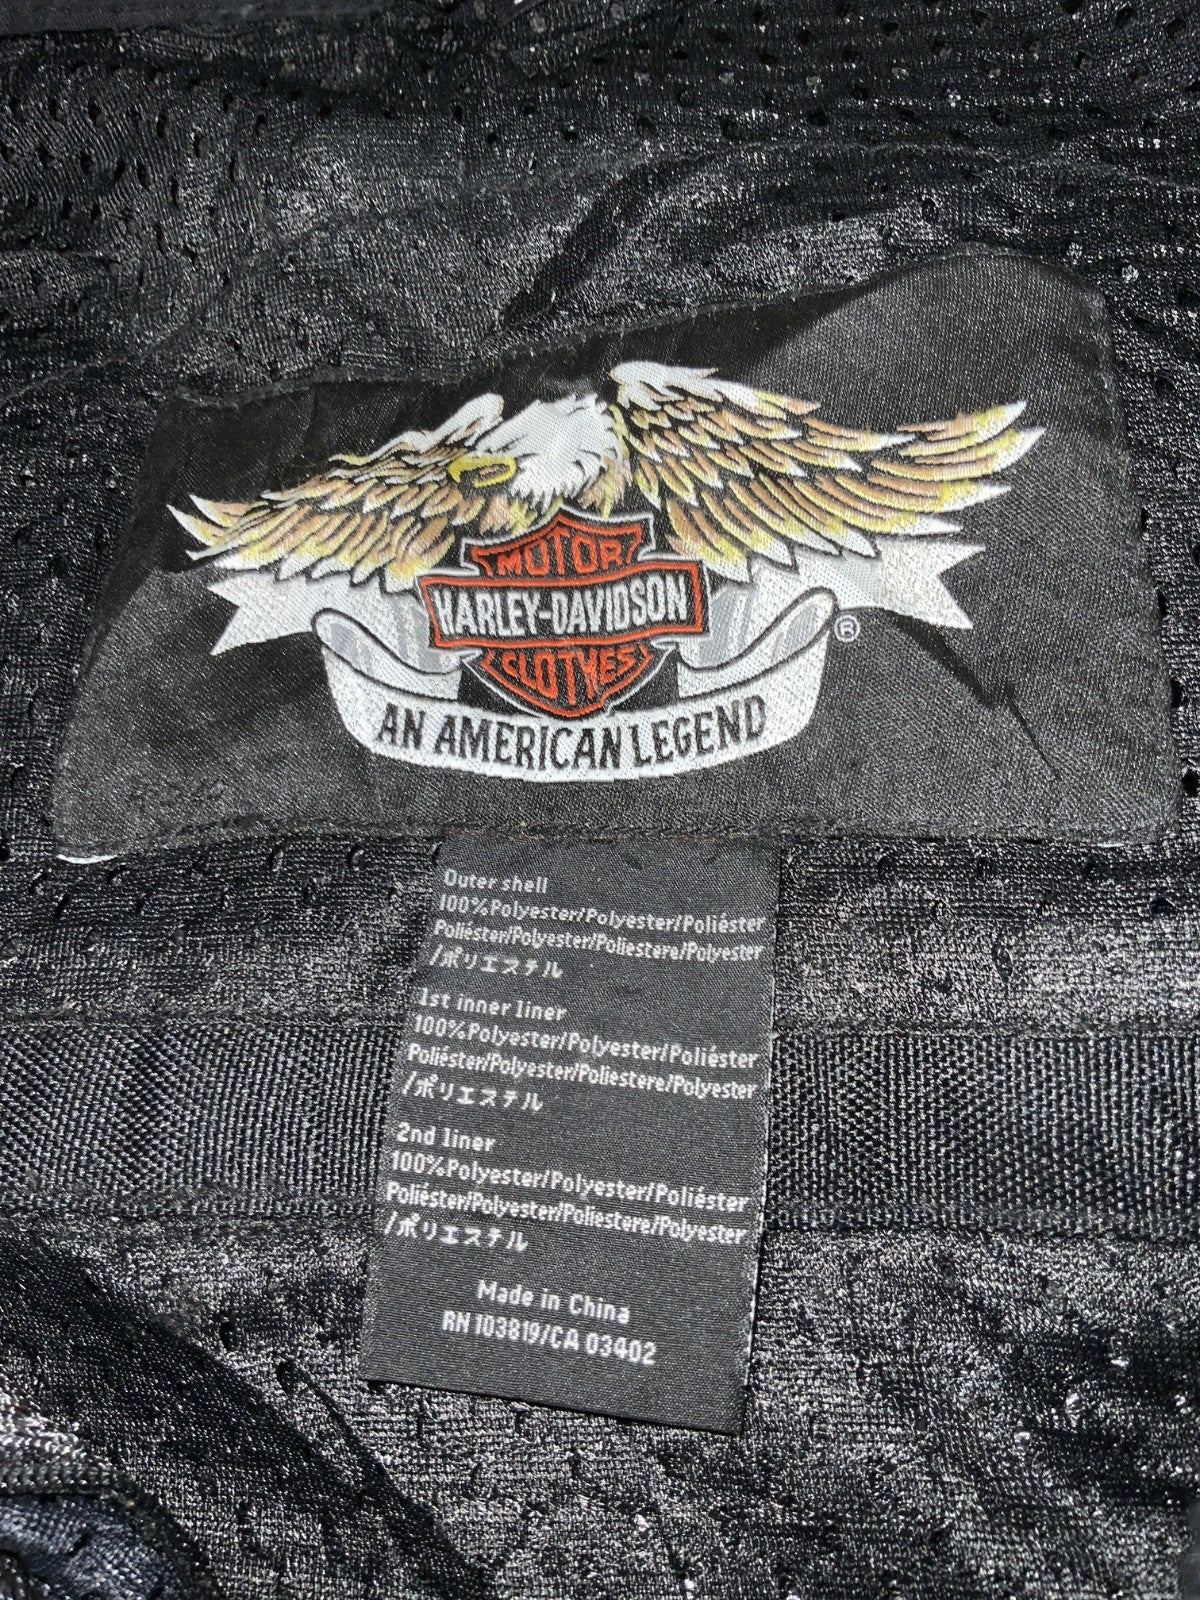 MOTOR
HARLEY-DAVIDSON
CLOTHES
®
AN AMERICAN LEGEND
Outer shell
100%Polyester/Polyester/Poliéster
Poliéster/Polyester/Poliestere/Polyester
/ポリエステル
1st inner liner
100%Polyester/Polyester/Poliéster
Poliéster/Polyester/Poliestere/Polyester
/ポリエステル
2nd liner
100%Polyester/Polyester/Poliéster
Poliéster/Polyester/Poliestere/Polyester
/ポリエステル
Made in China
RN 103819/CA 03402